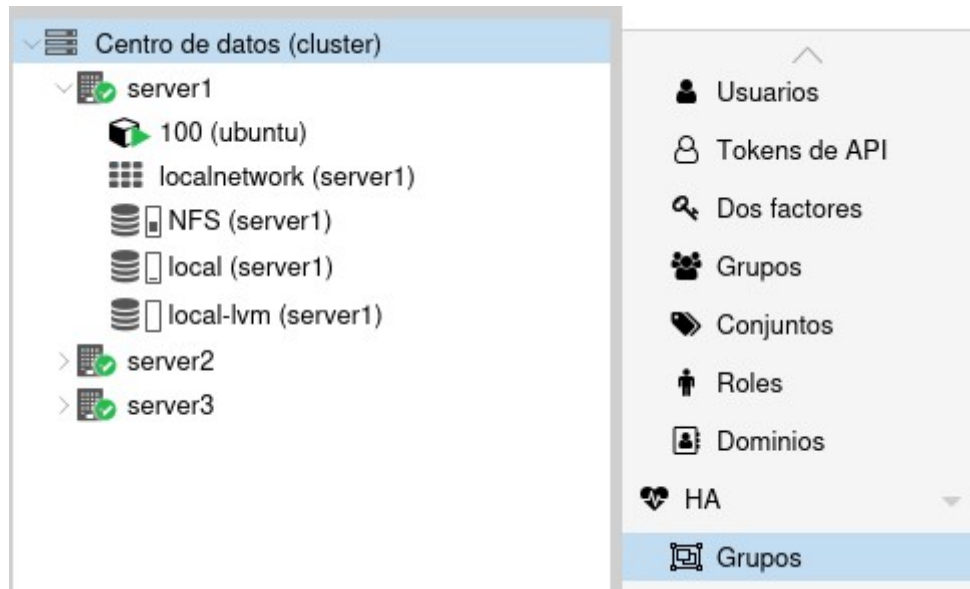 Centro de datos (cluster)
server1
100 (ubuntu)
localnetwork (server1)
NFS (server1)
local (server1)
local-lvm (server1)
server2
server3
Usuarios
Tokens de API
Dos factores
Grupos
Conjuntos
Roles
Dominios
HA
Grupos